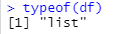 > typeof(df)
[1] "list"